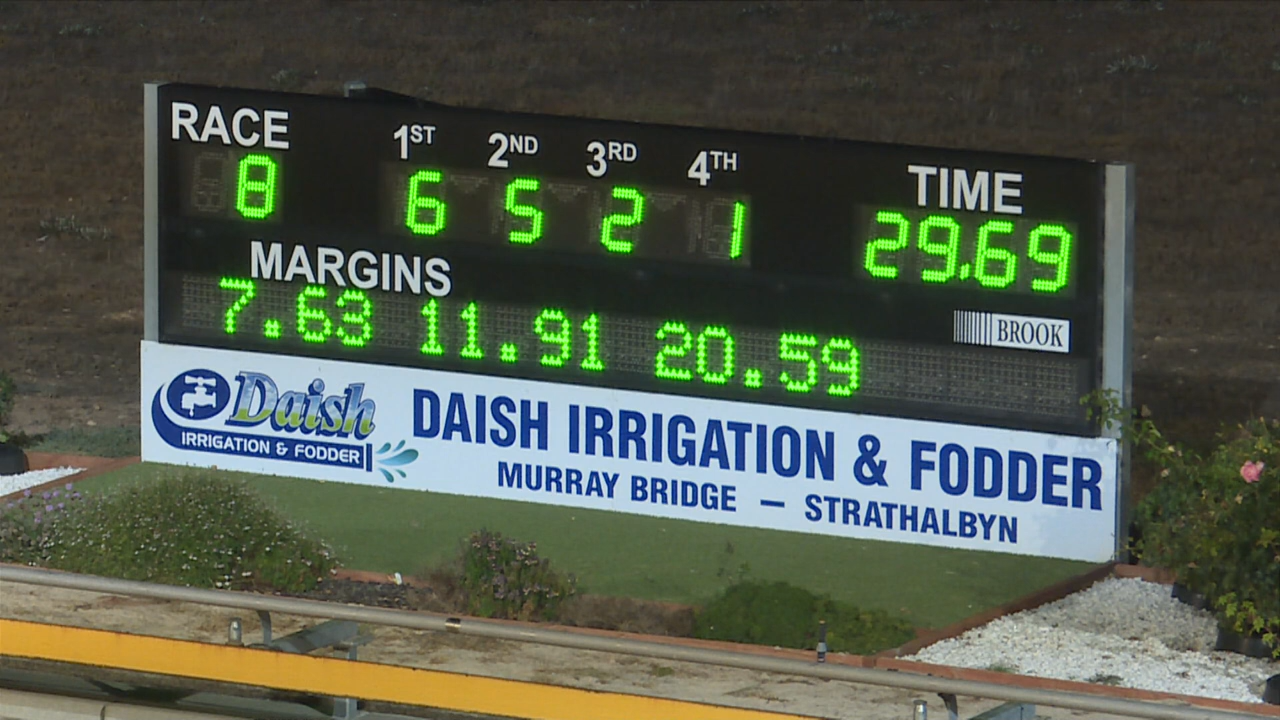 RACE 1ST 2ND 3RD 4TH TIME
8 6 5 2 1 29.69
MARGINS
7.63 11.91 20.59
BROOK
Daish
IRRIGATION & FODDER
DAISH IRRIGATION & FODDER
MURRAY BRIDGE – STRATHALBYN